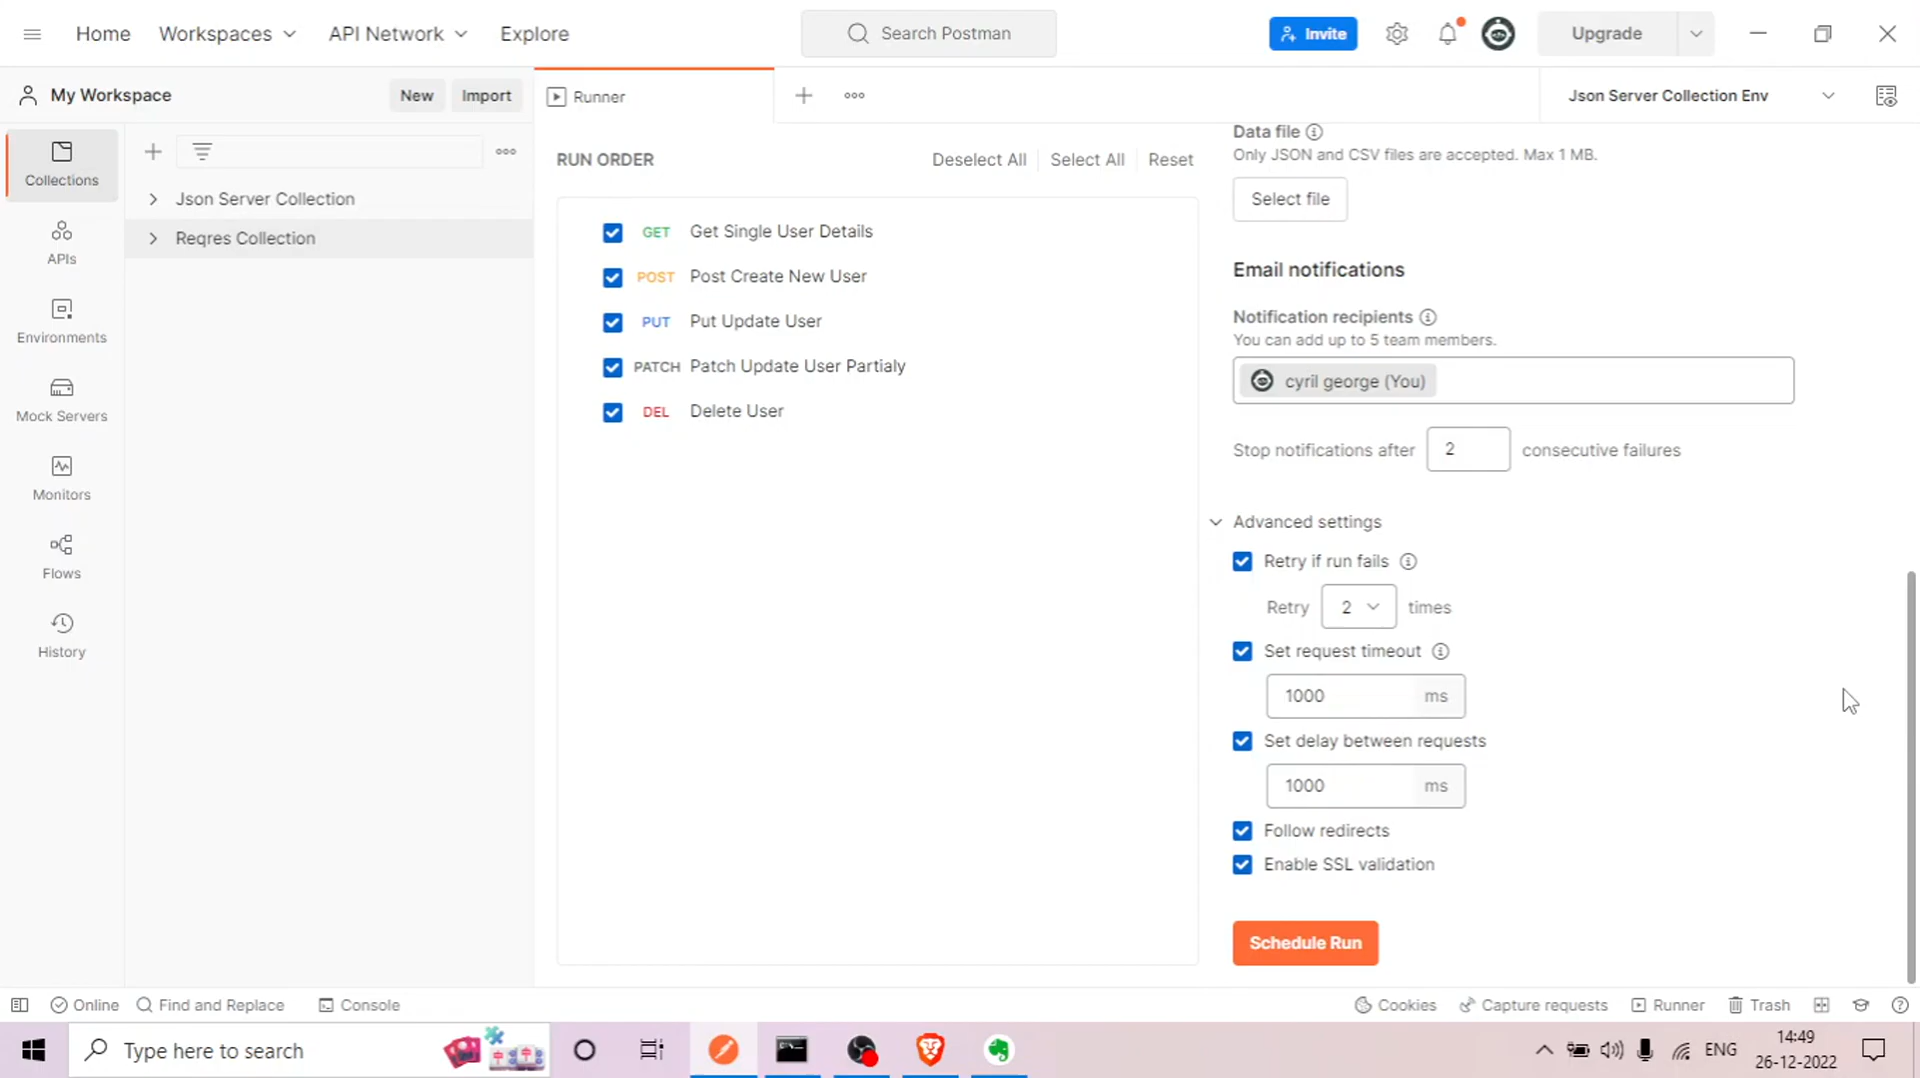 Home
Workspaces
API Network
Explore
Search Postman
Invite
Upgrade
My Workspace
New
Import
Runner
Json Server Collection Env
Collections
APIs
Environments
Mock Servers
Monitors
Flows
History
Json Server Collection
Reqres Collection
RUN ORDER
Deselect All
Select All
Reset
GET Get Single User Details
POST Post Create New User
PUT Put Update User
PATCH Patch Update User Partialy
DEL Delete User
Data file
Only JSON and CSV files are accepted. Max 1 MB.
Select file
Email notifications
Notification recipients
You can add up to 5 team members.
cyril george (You)
Stop notifications after 2 consecutive failures
Advanced settings
Retry if run fails
Retry 2 times
Set request timeout
1000 ms
Set delay between requests
1000 ms
Follow redirects
Enable SSL validation
Schedule Run
Online
Find and Replace
Console
Cookies
Capture requests
Runner
Trash
Type here to search
ENG
14:49
26-12-2022